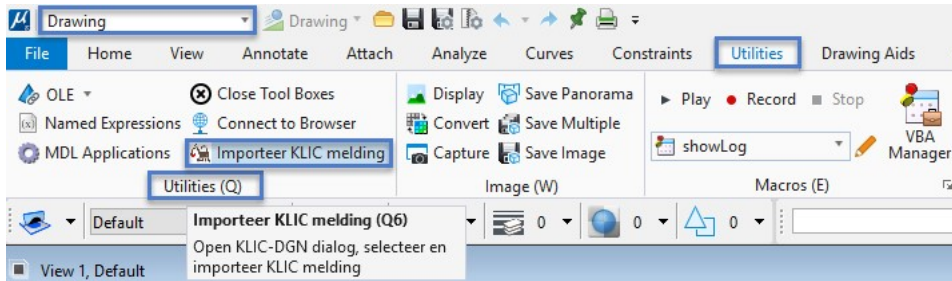 Drawing Drawing
File Home View Annotate Attach Analyze Curves Constraints Utilities Drawing Aids
OLE Close Tool Boxes Display Save Panorama Play Record Stop
Named Expressions Connect to Browser Convert Save Multiple showLog VBA
MDL Applications Importeer KLIC melding Capture Save Image Manager
Utilities (Q) Image (W) Macros (E)
Default Importeer KLIC melding (Q6) 0 0 0
Open KLIC-DGN dialog, selecteer en
View 1, Default importeer KLIC melding